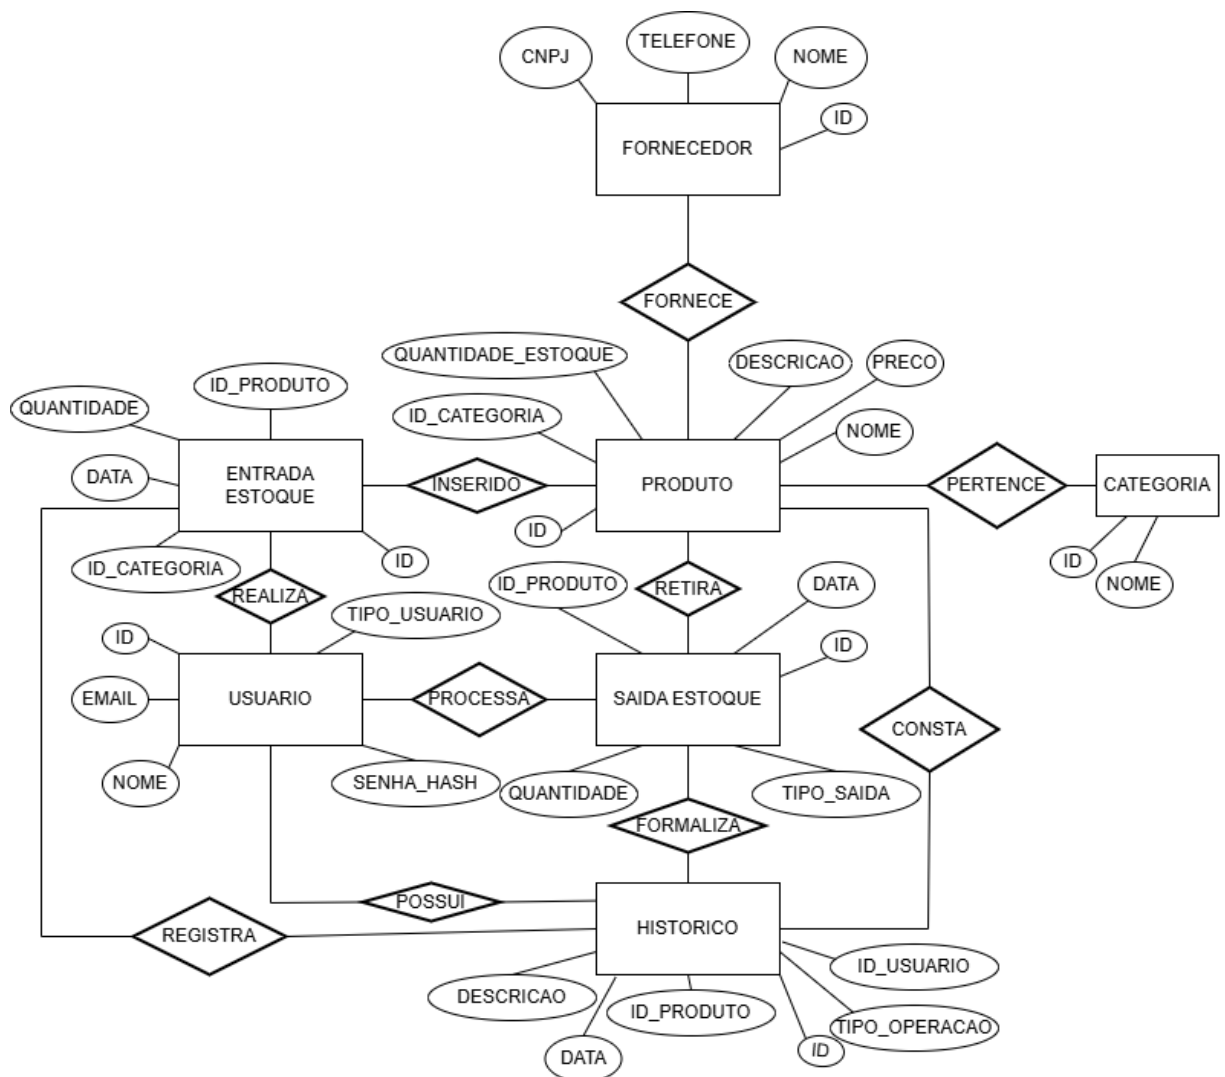 CNPJ
TELEFONE
NOME
ID
FORNECEDOR
FORNECE
QUANTIDADE_ESTOQUE
DESCRICAO
PRECO
ID_PRODUTO
QUANTIDADE
ID_CATEGORIA
NOME
DATA
ENTRADA
ESTOQUE
INSERIDO
PRODUTO
PERTENCE
CATEGORIA
ID
ID_CATEGORIA
ID
ID
NOME
REALIZA
ID_PRODUTO
RETIRA
DATA
TIPO_USUARIO
ID
ID
EMAIL
USUARIO
PROCESSA
SAIDA ESTOQUE
CONSTA
NOME
SENHA_HASH
QUANTIDADE
TIPO_SAIDA
FORMALIZA
POSSUI
REGISTRA
HISTORICO
ID_USUARIO
DESCRICAO
ID_PRODUTO
TIPO_OPERACAO
DATA
ID